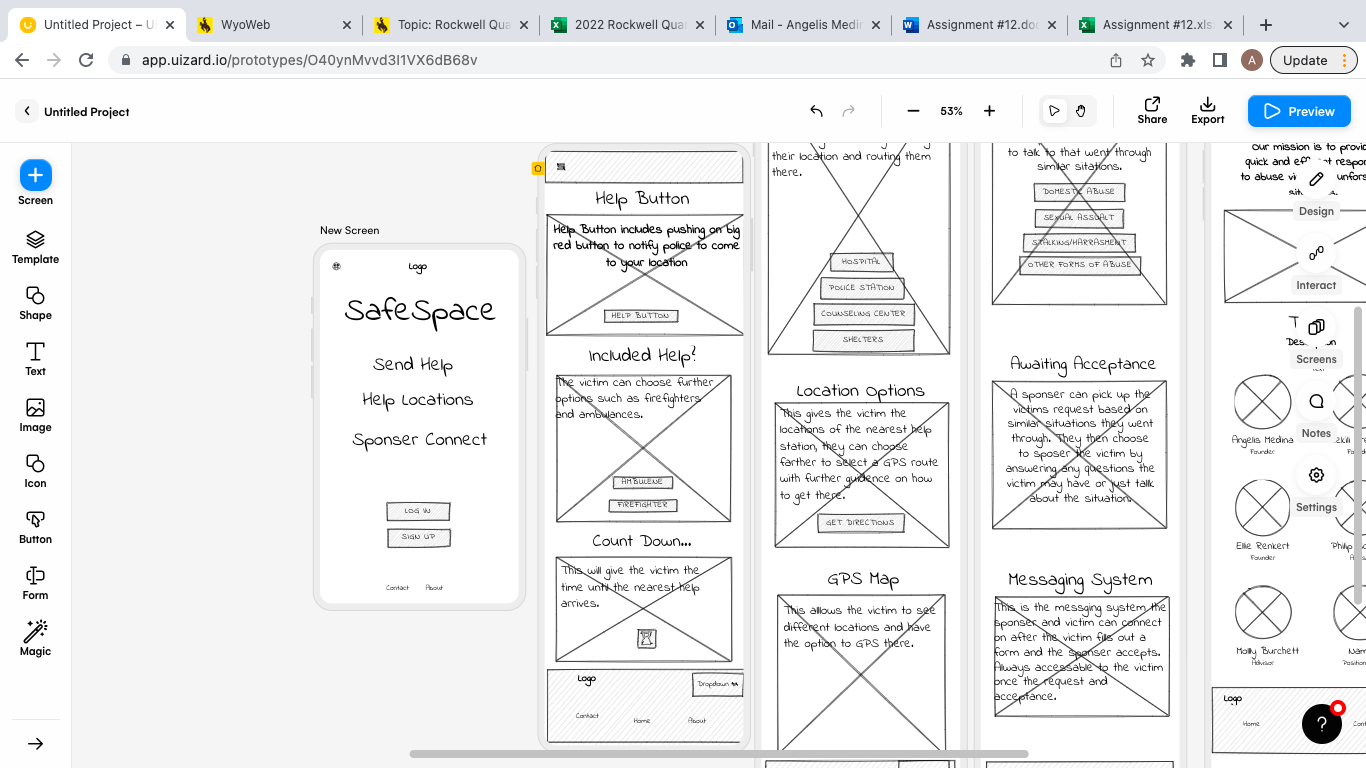 Untitled Project – U
WyoWeb
Topic: Rockwell Qua
2022 Rockwell Quad
Mail - Angelis Medin
Assignment #12.doc
Assignment #12.xls
app.uizard.io/prototypes/O40ynMvvd3I1VX6dB68v
A
Update
Untitled Project
53%
Share
Export
Preview
Screen
Template
Shape
Text
Image
Icon
Button
Form
Magic
New Screen
Logo
SafeSpace
Send Help
Help Locations
Sponser Connect
LOG IN
SIGN UP
Contact
About
Help Button
Help Button includes pushing on big
red button to notify police to come
to your location
HELP BUTTON
Included Help?
The victim can choose further
options such as firefighters
and ambulances.
AMBULENE
FIREFIGHTER
Count Down...
This will give the victim the
time until the nearest help
arrives.
Logo
Dropdown
Contact
Home
About
their location and routing them
there.
HOSPITAL
POLICE STATION
COUNSELING CENTER
SHELTERS
Location Options
This gives the victim the
locations of the nearest help
station, they can choose
farther to select a GPS route
with further guidence on how
to get there.
GET DIRECTIONS
GPS Map
This alllows the victim to see
different locations and have
the option to GPS there.
to talk to that went through
similar sitations.
DOMESTIC ABUSE
SEXUAL ASSUALT
STALKING/HARRASMENT
OTHER FORMS OF ABUSE
Awaiting Acceptance
A sponser can pick up the
victims request based on
similar situations they went
through. They then choose
to sposer the victim by
answering any questions the
victim may have or just talk
about the situation.
Messaging System
This is the messging system the
sponser and victim can connect
on after the victim fills out a
form and the sponser accepts.
Always accessable to the victim
once the request and
acceptance.
Our mission is to provid
quick and eff
respon
to abuse vi
unfors
Design
Interact
Screens
Notes
Settings
Angelis Medina
Founder
Ellie Renkert
Founder
Philip
Molly Burchett
Advisor
Nam
Position
Logo
Home
Cont
?